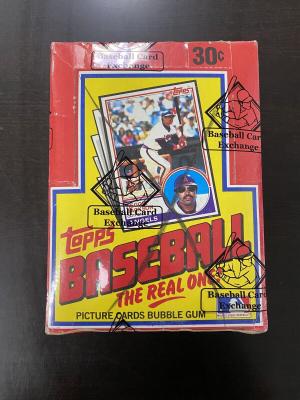 Baseball Card
Exchange
30¢
Topps
Baseball Card
Exchange
ANGELS
Baseball Card
Exchange
TOPPS
BASEBALL
THE REAL ONE
Baseball Card
Exchange
PICTURE CARDS BUBBLE GUM